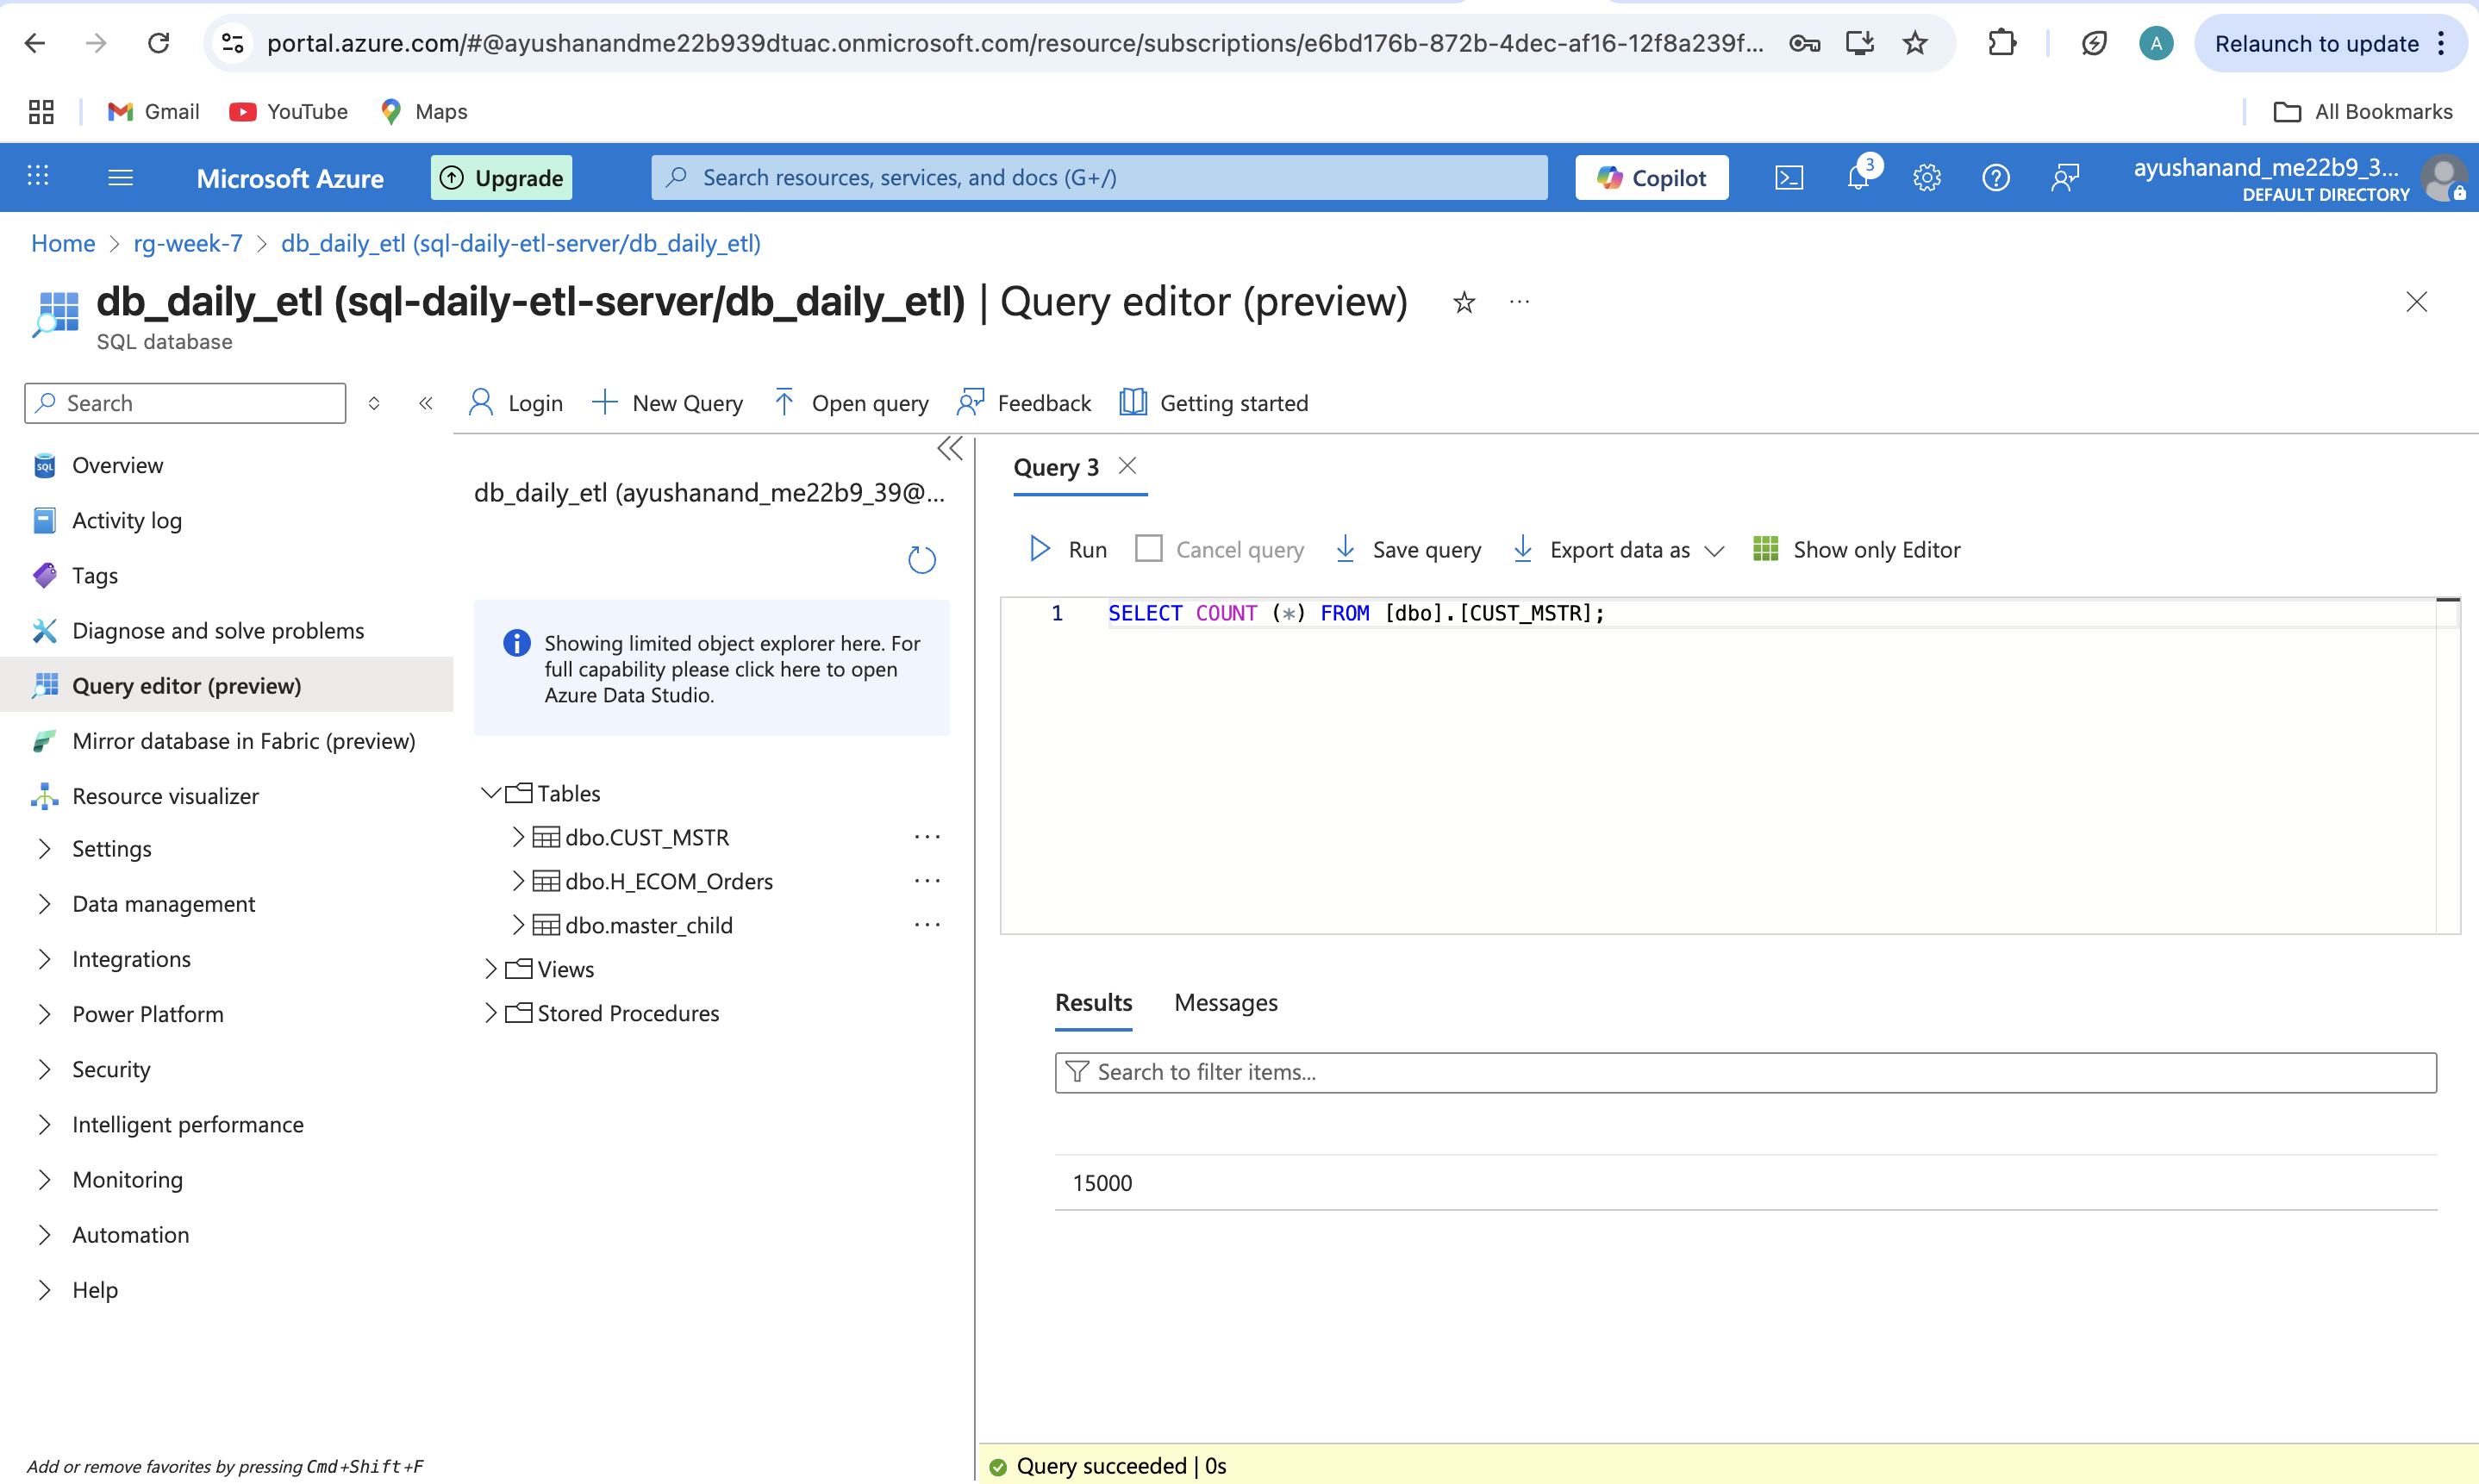 portal.azure.com/#@ayushanandme22b939dtuac.onmicrosoft.com/resource/subscriptions/e6bd176b-872b-4dec-af16-12f8a239f...
A
Relaunch to update
Gmail
YouTube
Maps
All Bookmarks
Microsoft Azure
Upgrade
Search resources, services, and docs (G+/)
Copilot
3
ayushanand_me22b9_3...
DEFAULT DIRECTORY
Home > rg-week-7 > db_daily_etl (sql-daily-etl-server/db_daily_etl)
db_daily_etl (sql-daily-etl-server/db_daily_etl) | Query editor (preview)
SQL database
Search
Overview
Activity log
Tags
Diagnose and solve problems
Query editor (preview)
Mirror database in Fabric (preview)
Resource visualizer
Settings
Data management
Integrations
Power Platform
Security
Intelligent performance
Monitoring
Automation
Help
Add or remove favorites by pressing Cmd+Shift+F
Login
New Query
Open query
Feedback
Getting started
db_daily_etl (ayushanand_me22b9_39@...
Showing limited object explorer here. For
full capability please click here to open
Azure Data Studio.
Tables
dbo.CUST_MSTR
dbo.H_ECOM_Orders
dbo.master_child
Views
Stored Procedures
Query 3
Run
Cancel query
Save query
Export data as
Show only Editor
1 SELECT COUNT (*) FROM [dbo].[CUST_MSTR];
Results
Messages
Search to filter items...
15000
Query succeeded | 0s